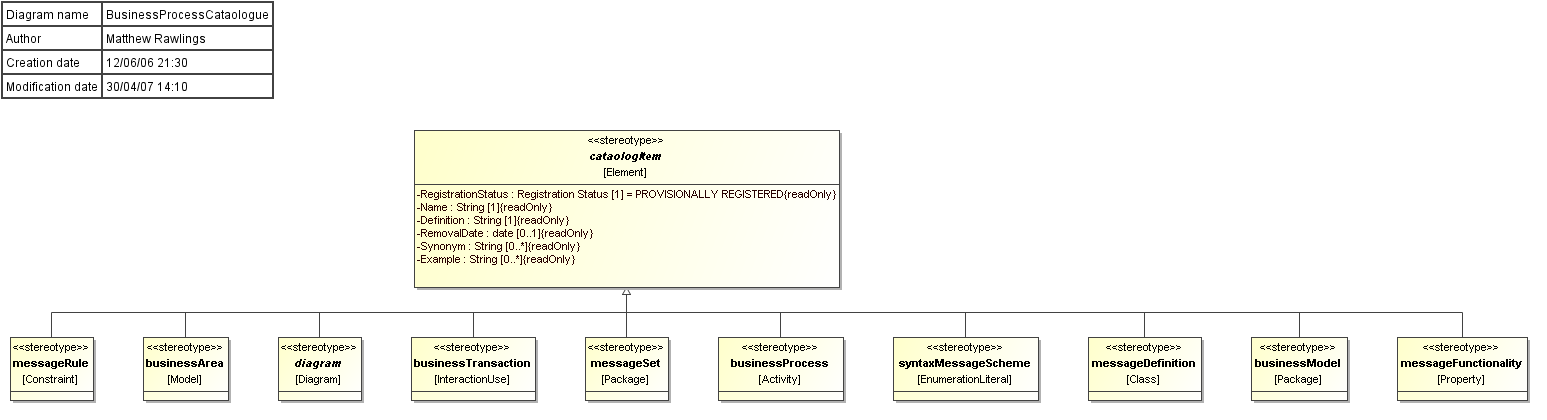 Diagram name BusinessProcessCataologue
Author Matthew Rawlings
Creation date 12/06/06 21:30
Modification date 30/04/07 14:10
<<stereotype>>
cataologItem
[Element]
-RegistrationStatus : Registration Status [1] = PROVISIONALLY REGISTERED{readOnly}
-Name : String [1]{readOnly}
-Definition : String [1]{readOnly}
-RemovalDate : date [0..1]{readOnly}
-Synonym : String [0..*]{readOnly}
-Example : String [0..*]{readOnly}
<<stereotype>> <<stereotype>> <<stereotype>> <<stereotype>> <<stereotype>> <<stereotype>> <<stereotype>> <<stereotype>> <<stereotype>> <<stereotype>>
messageRule businessArea diagram businessTransaction messageSet businessProcess syntaxMessageScheme messageDefinition businessModel messageFunctionality
[Constraint] [Model] [Diagram] [InteractionUse] [Package] [Activity] [EnumerationLiteral] [Class] [Package] [Property]